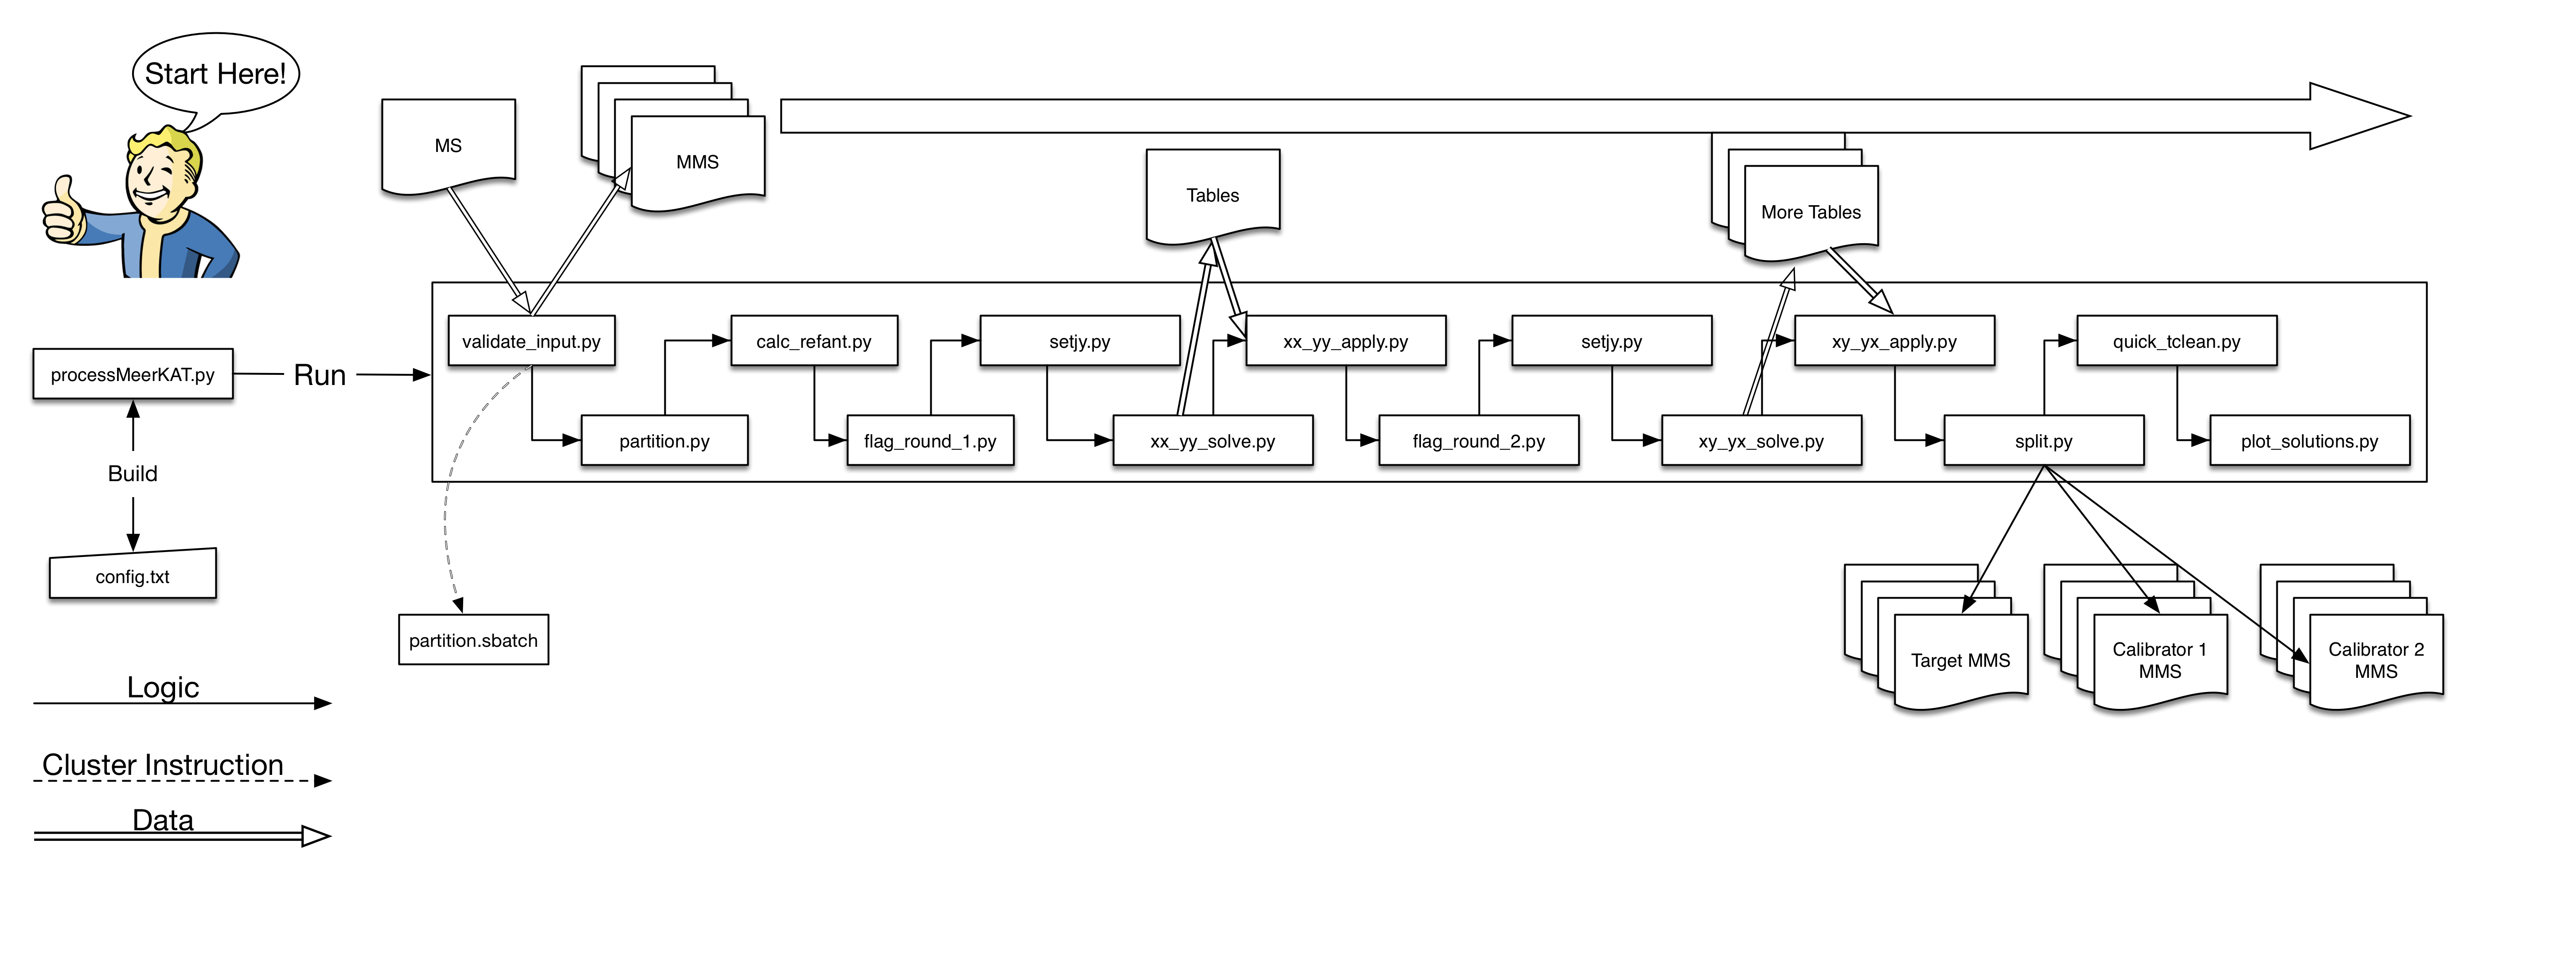 Start Here!
MS
MMS
Tables
More Tables
validate_input.py
calc_refant.py
setjy.py
xx_yy_apply.py
setjy.py
xy_yx_apply.py
quick_tclean.py
processMeerKAT.py
Run
partition.py
flag_round_1.py
xx_yy_solve.py
flag_round_2.py
xy_yx_solve.py
split.py
plot_solutions.py
Build
config.txt
partition.sbatch
Target MMS
Calibrator 1
MMS
Calibrator 2
MMS
Logic
Cluster Instruction
Data